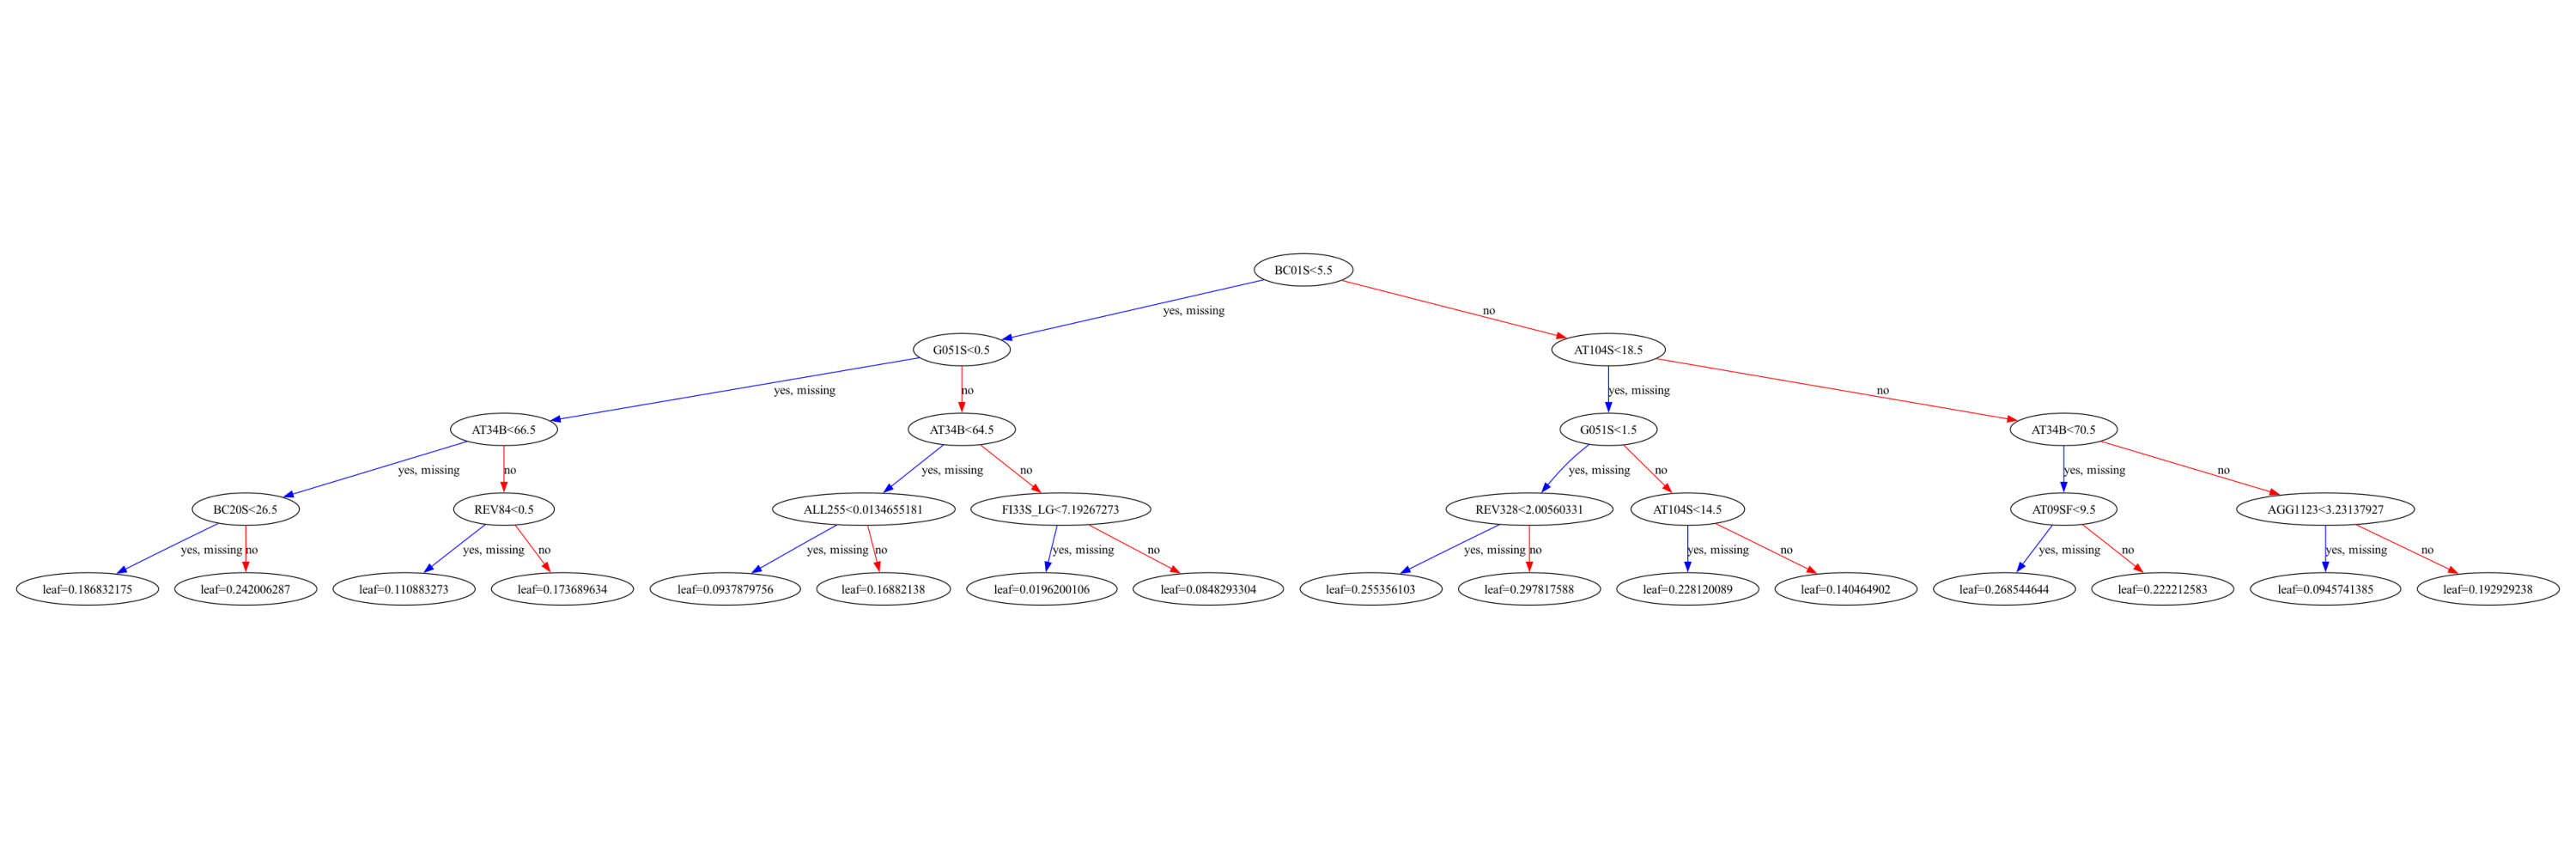 BC01S<5.5
yes, missing
no
G051S<0.5
AT104S<18.5
yes, missing
no
yes, missing
no
AT34B<66.5
AT34B<64.5
G051S<1.5
AT34B<70.5
yes, missing
no
yes, missing
no
yes, missing
no
yes, missing
no
BC20S<26.5
REV84<0.5
ALL255<0.0134655181
FI33S_LG<7.19267273
REV328<2.00560331
AT104S<14.5
AT09SF<9.5
AGG1123<3.23137927
yes, missing
no
yes, missing
no
yes, missing
no
yes, missing
no
yes, missing
no
yes, missing
no
yes, missing
no
yes, missing
no
leaf=0.186832175
leaf=0.242006287
leaf=0.110883273
leaf=0.173689634
leaf=0.0937879756
leaf=0.16882138
leaf=0.0196200106
leaf=0.0848293304
leaf=0.255356103
leaf=0.297817588
leaf=0.228120089
leaf=0.140464902
leaf=0.268544644
leaf=0.222212583
leaf=0.0945741385
leaf=0.192929238